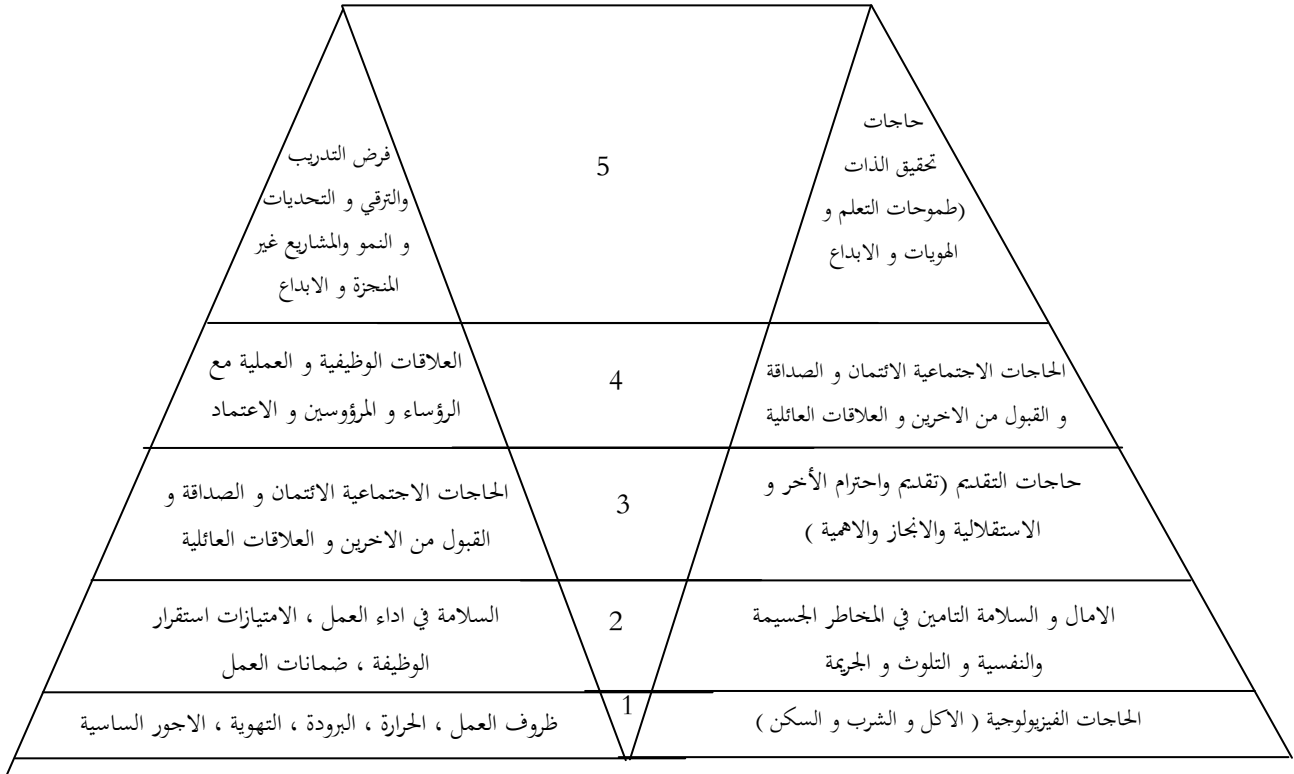 حاجات
تحقيق الذات
(طموحات التعلم و
الهويات و الابداع
5
فرض التدريب
والترقي و التحديات
و النمو والمشاريع غير
المنجزة و الابداع
الحاجات الاجتماعية الائتمان و الصداقة
و القبول من الاخرين و العلاقات العائلية
4
العلاقات الوظيفية و العملية مع
الرؤساء و المرؤوسين و الاعتماد
حاجات التقديم (تقديم واحترام الأخر و
الاستقلالية والانجاز والاهمية )
3
الحاجات الاجتماعية الائتمان و الصداقة و
القبول من الاخرين و العلاقات العائلية
الامال و السلامة التامين في المخاطر الجسيمة
والنفسية و التلوث و الجريمة
2
السلامة في اداء العمل ، الامتيازات استقرار
الوظيفة ، ضمانات العمل
الحاجات الفيزيولوجية ( الاكل و الشرب و السكن )
1
ظروف العمل ، الحرارة ، البرودة ، التهوية ، الاجور الساسية